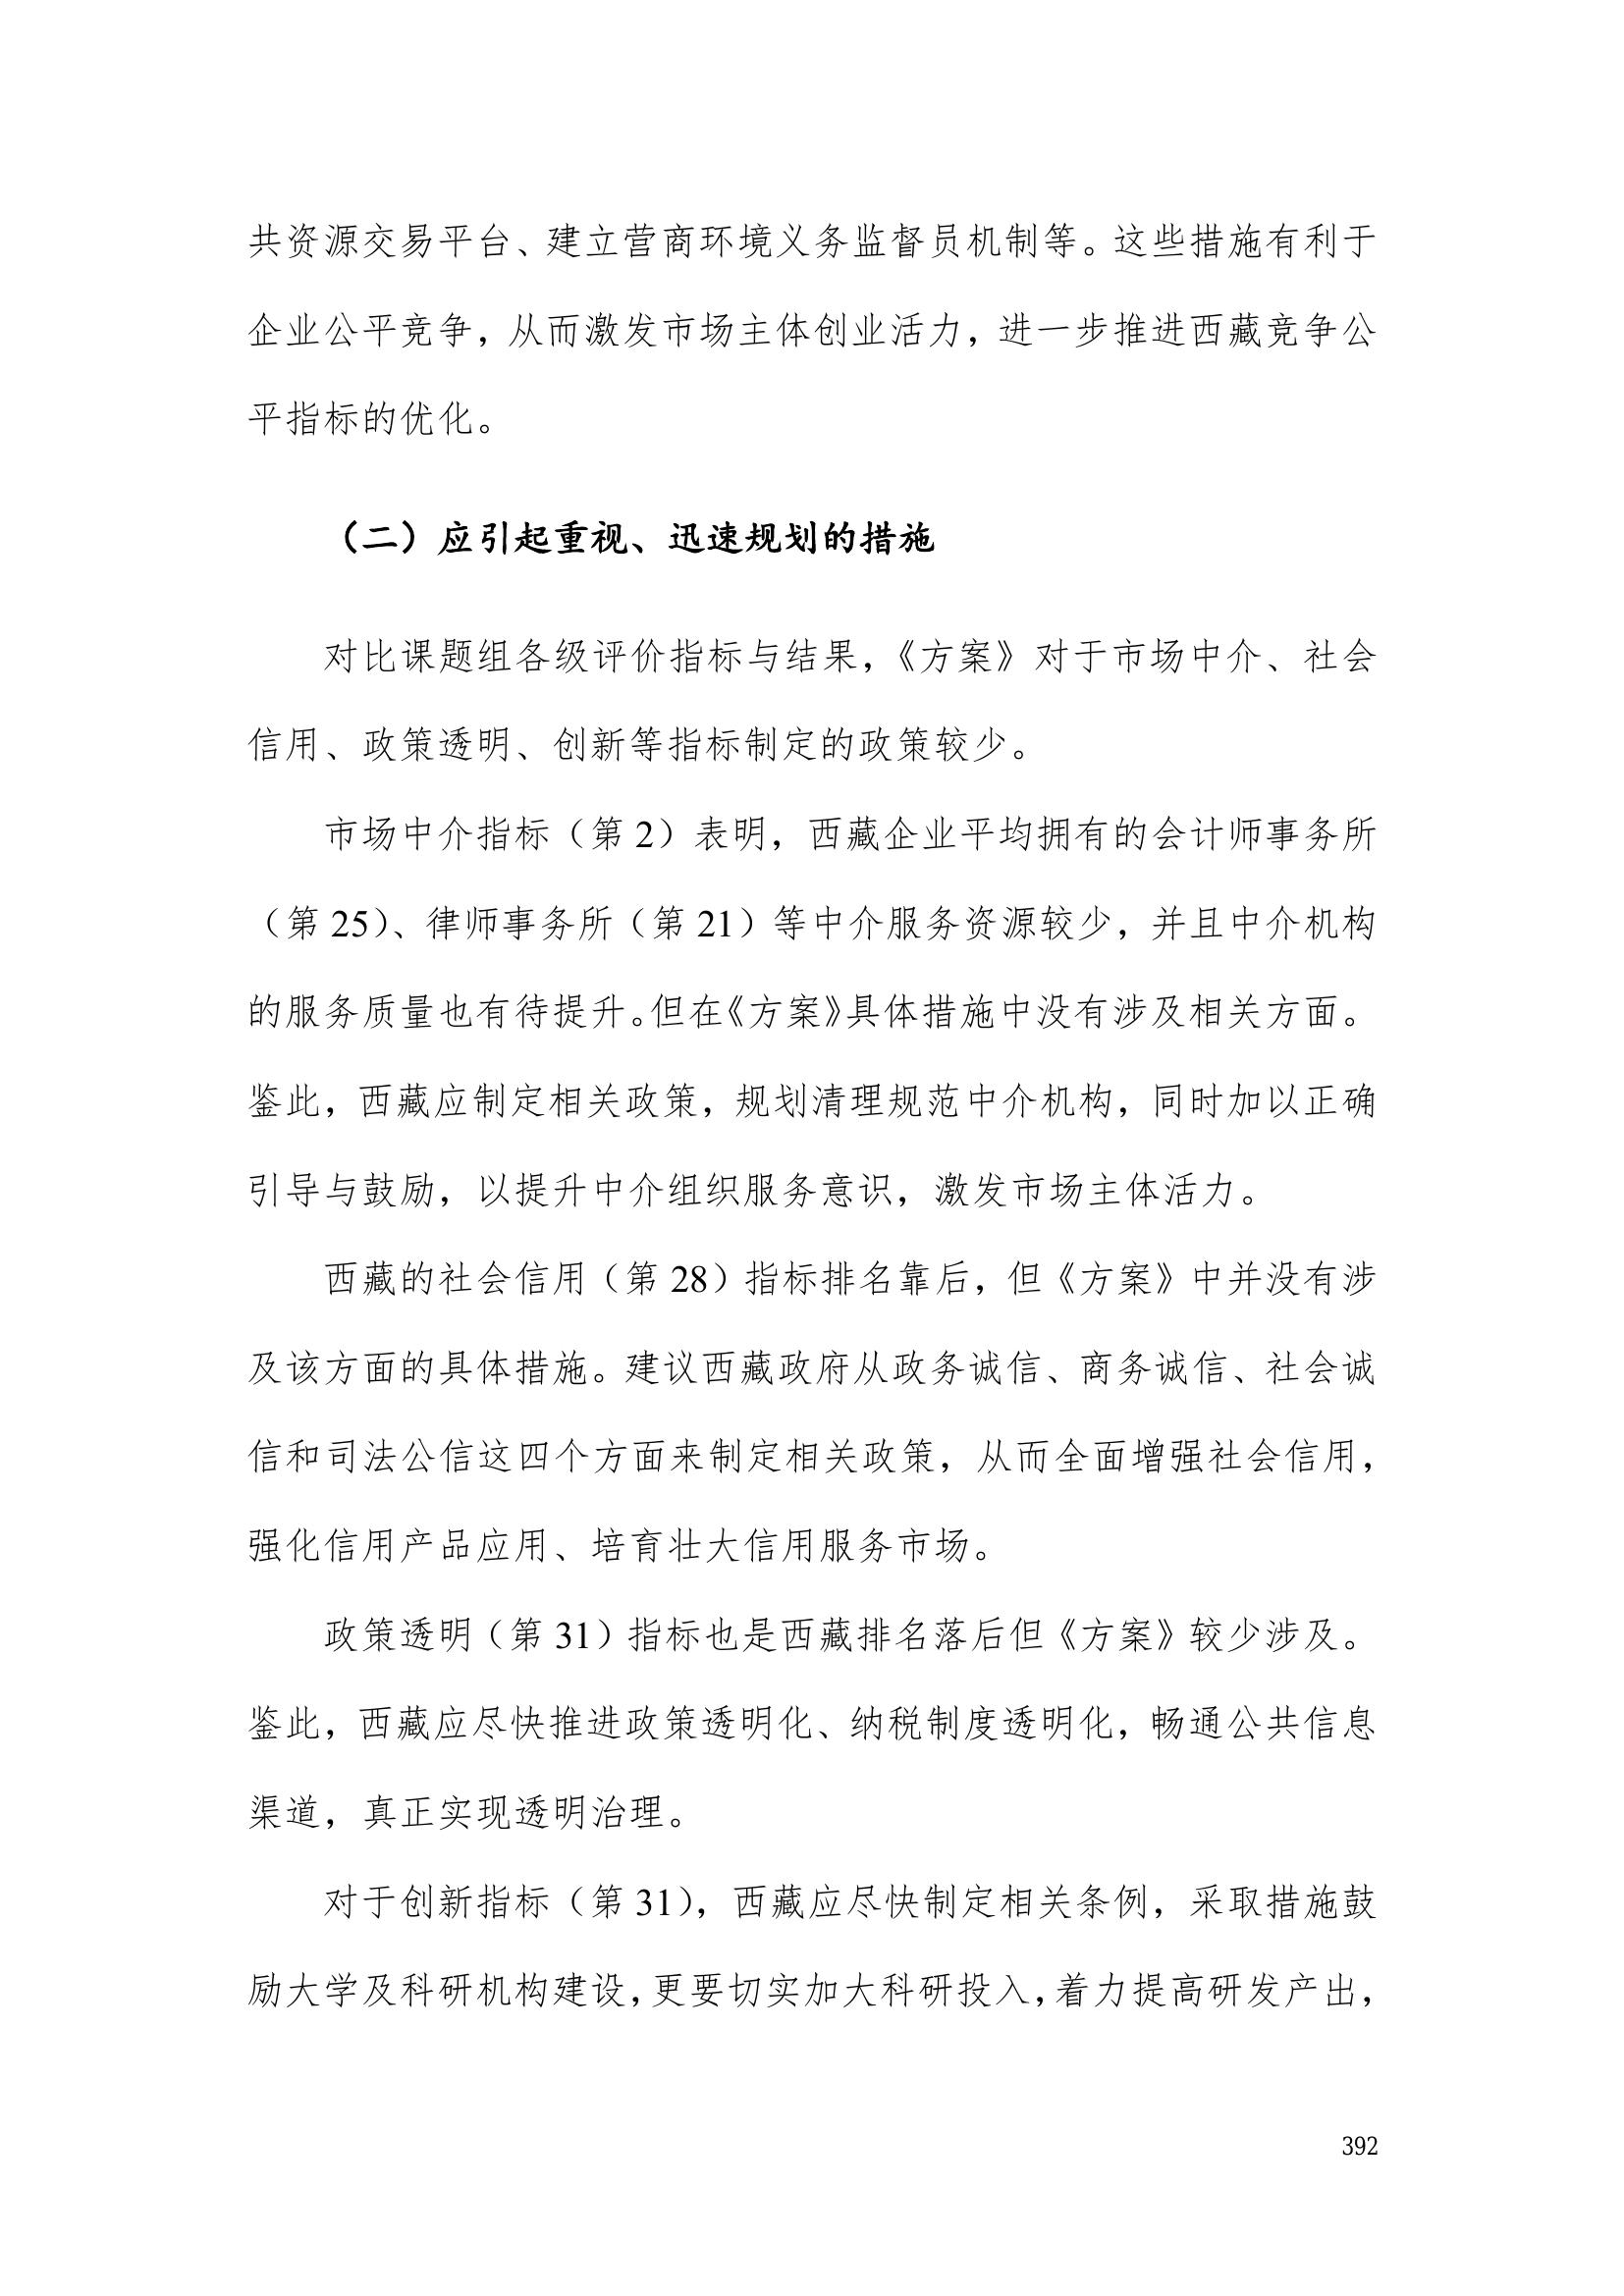 共资源交易平台、建立营商环境义务监督员机制等。这些措施有利于
企业公平竞争，从而激发市场主体创业活力，进一步推进西藏竞争公
平指标的优化。
（二）应引起重视、迅速规划的措施
对比课题组各级评价指标与结果，《方案》对于市场中介、社会
信用、政策透明、创新等指标制定的政策较少。
市场中介指标（第 2）表明，西藏企业平均拥有的会计师事务所
（第 25）、律师事务所（第 21）等中介服务资源较少，并且中介机构
的服务质量也有待提升。但在《方案》具体措施中没有涉及相关方面。
鉴此，西藏应制定相关政策，规划清理规范中介机构，同时加以正确
引导与鼓励，以提升中介组织服务意识，激发市场主体活力。
西藏的社会信用（第 28）指标排名靠后，但《方案》中并没有涉
及该方面的具体措施。建议西藏政府从政务诚信、商务诚信、社会诚
信和司法公信这四个方面来制定相关政策，从而全面增强社会信用，
强化信用产品应用、培育壮大信用服务市场。
政策透明（第 31）指标也是西藏排名落后但《方案》较少涉及。
鉴此，西藏应尽快推进政策透明化、纳税制度透明化，畅通公共信息
渠道，真正实现透明治理。
对于创新指标（第 31），西藏应尽快制定相关条例，采取措施鼓
励大学及科研机构建设，更要切实加大科研投入，着力提高研发产出，
392